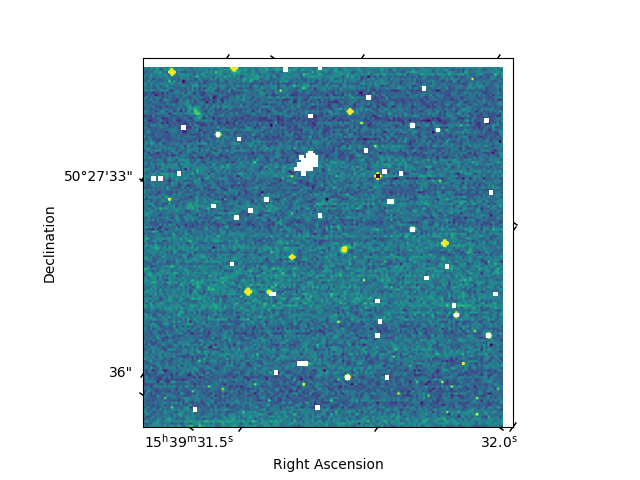 50°27'33"
Declination
36"
15ʰ39ᵐ31.5ˢ
32.0ˢ
Right Ascension